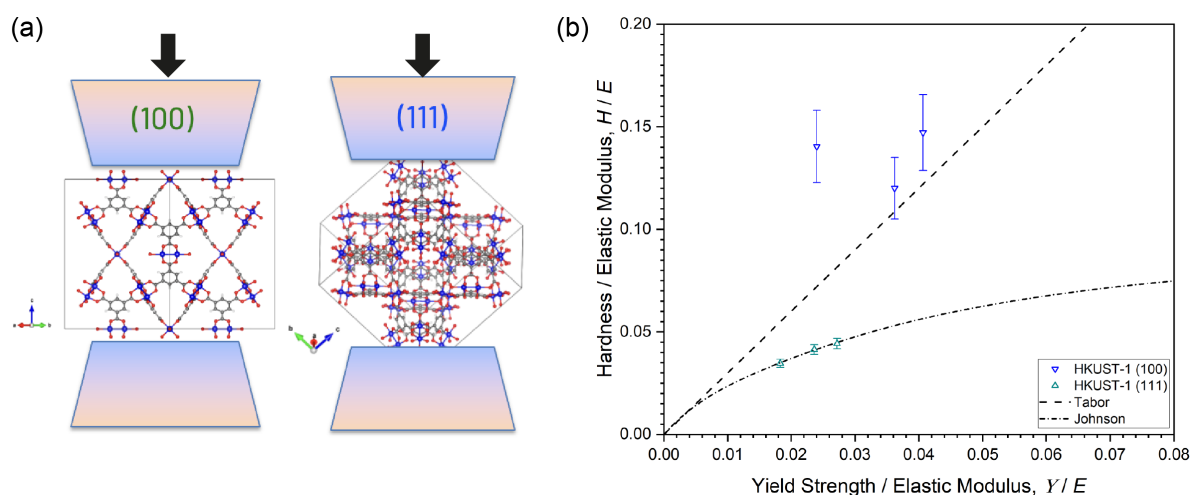 (a)
(100)
(111)
c
a
b
b
a
c
(b)
Hardness / Elastic Modulus, H / E
0.20
0.15
0.10
0.05
0.00
HKUST-1 (100)
HKUST-1 (111)
Tabor
Johnson
0.00 0.01 0.02 0.03 0.04 0.05 0.06 0.07 0.08
Yield Strength / Elastic Modulus, Y / E